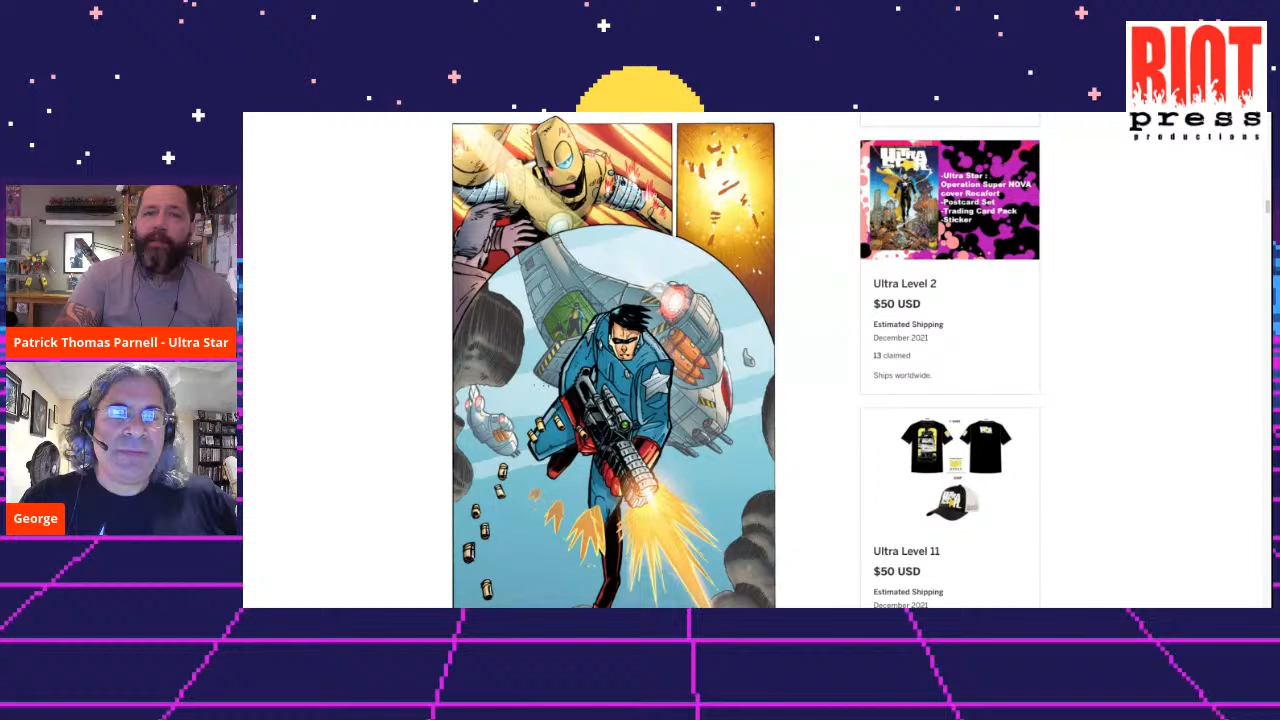 RIOT
press
productions
Patrick Thomas Parnell - Ultra Star
George
ULTRA
STAR
-Ultra Star :
Operation Super NOVA
cover Rocafort
-Postcard Set
-Trading Card Pack
-Sticker
Ultra Level 2
$50 USD
Estimated Shipping
December 2021
13 claimed
Ships worldwide.
Ultra Level 11
$50 USD
Estimated Shipping
December 2021